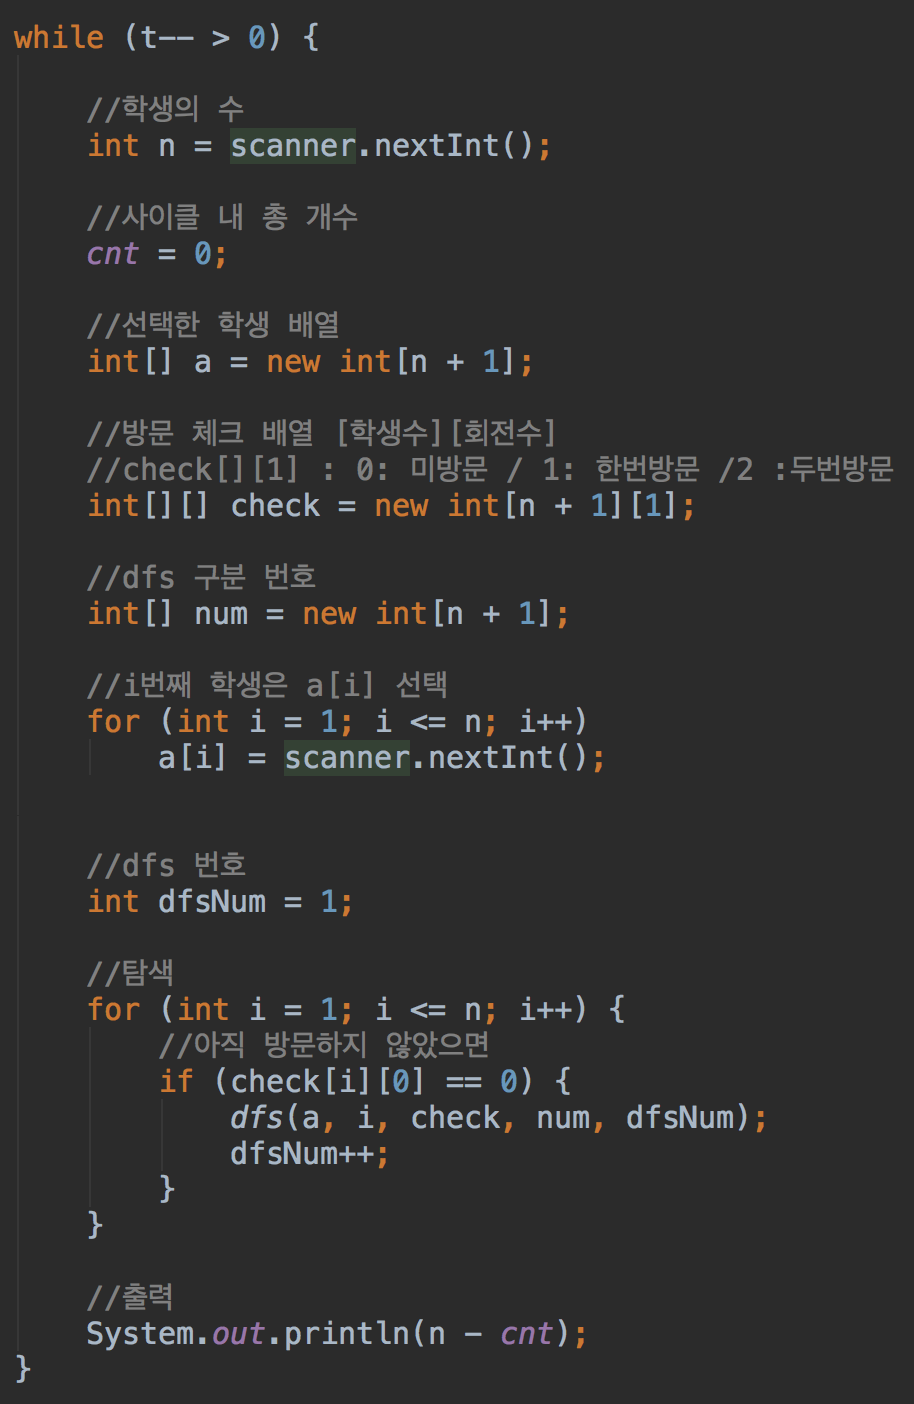 while (t-- > 0) {
//학생의 수
int n = scanner.nextInt();
//사이클 내 총 개수
cnt = 0;
//선택한 학생 배열
int[] a = new int[n + 1];
//방문 체크 배열 [학생수][회전수]
//check[][1] : 0: 미방문 / 1: 한번방문 /2 :두번방문
int[][] check = new int[n + 1][1];
//dfs 구분 번호
int[] num = new int[n + 1];
//i번째 학생은 a[i] 선택
for (int i = 1; i <= n; i++)
a[i] = scanner.nextInt();
//dfs 번호
int dfsNum = 1;
//탐색
for (int i = 1; i <= n; i++) {
//아직 방문하지 않았으면
if (check[i][0] == 0) {
dfs(a, i, check, num, dfsNum);
dfsNum++;
}
}
//출력
System.out.println(n - cnt);
}